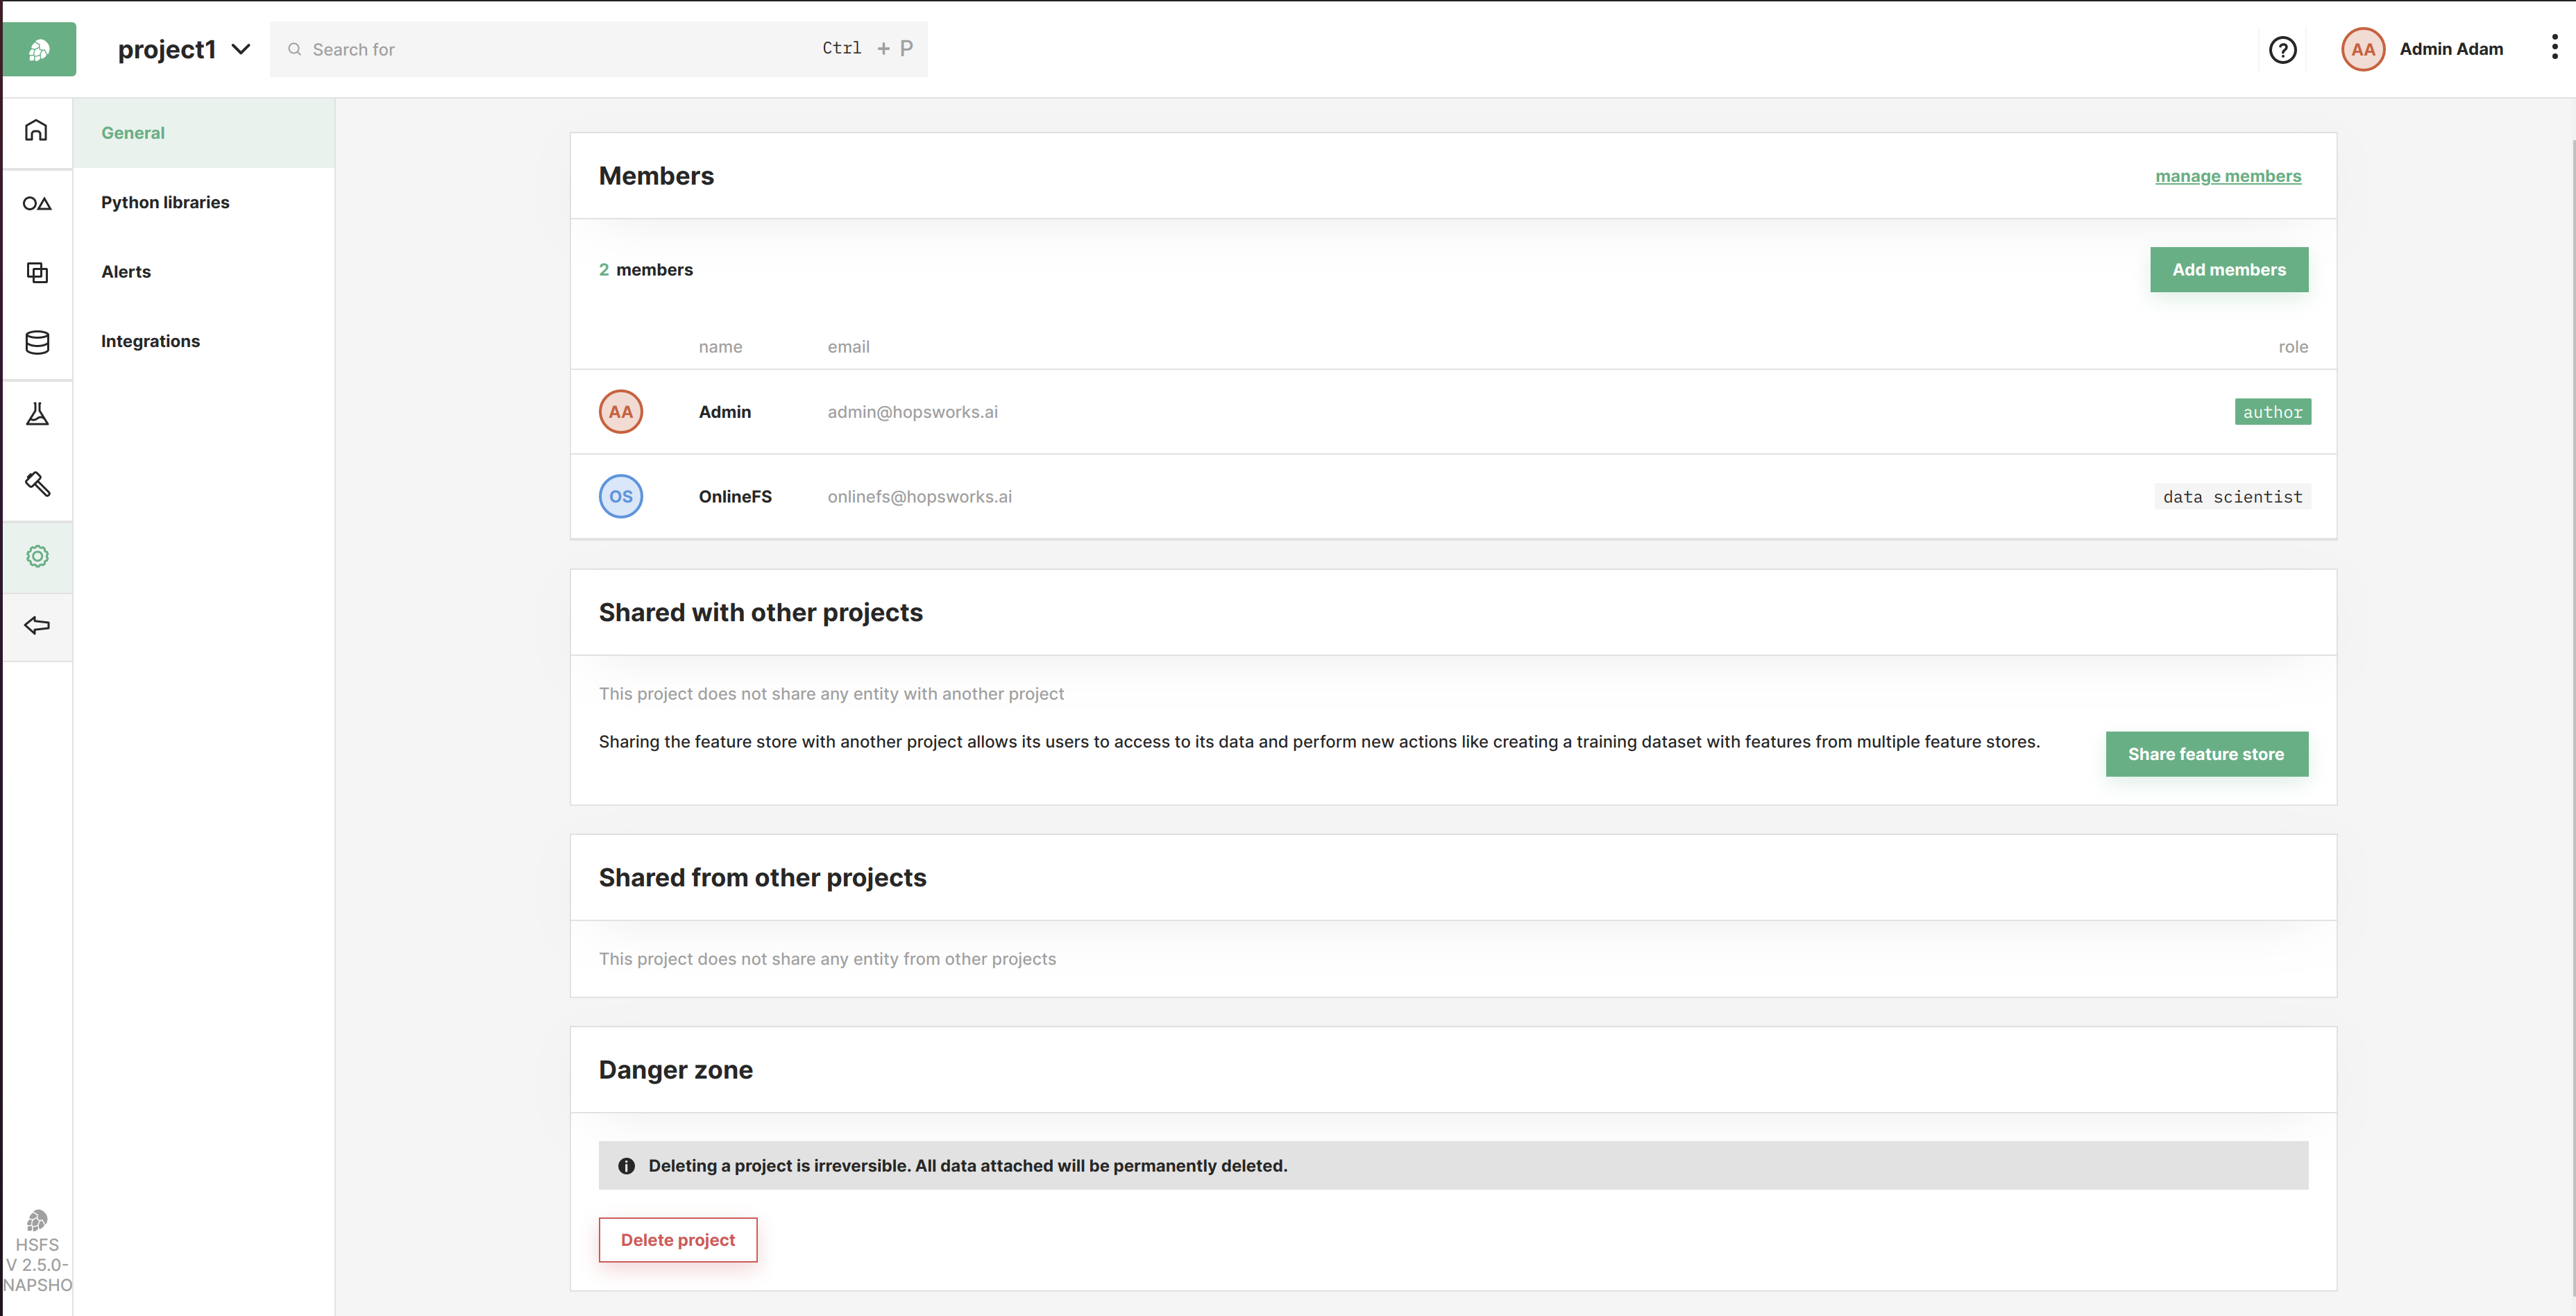 project1
Search for
Ctrl + P
AA
Admin Adam
General
Python libraries
Alerts
Integrations
HSFS
V 2.5.0-
NAPSHO
Members
manage members
2 members
Add members
name email role
AA Admin admin@hopsworks.ai author
OS OnlineFS onlinefs@hopsworks.ai data scientist
Shared with other projects
This project does not share any entity with another project
Sharing the feature store with another project allows its users to access to its data and perform new actions like creating a training dataset with features from multiple feature stores.
Share feature store
Shared from other projects
This project does not share any entity from other projects
Danger zone
Deleting a project is irreversible. All data attached will be permanently deleted.
Delete project